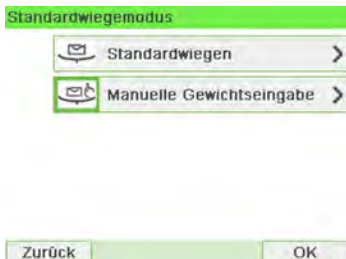 Standardwiegemodus
Standardwiegen
Manuelle Gewichtseingabe
Zurück
OK